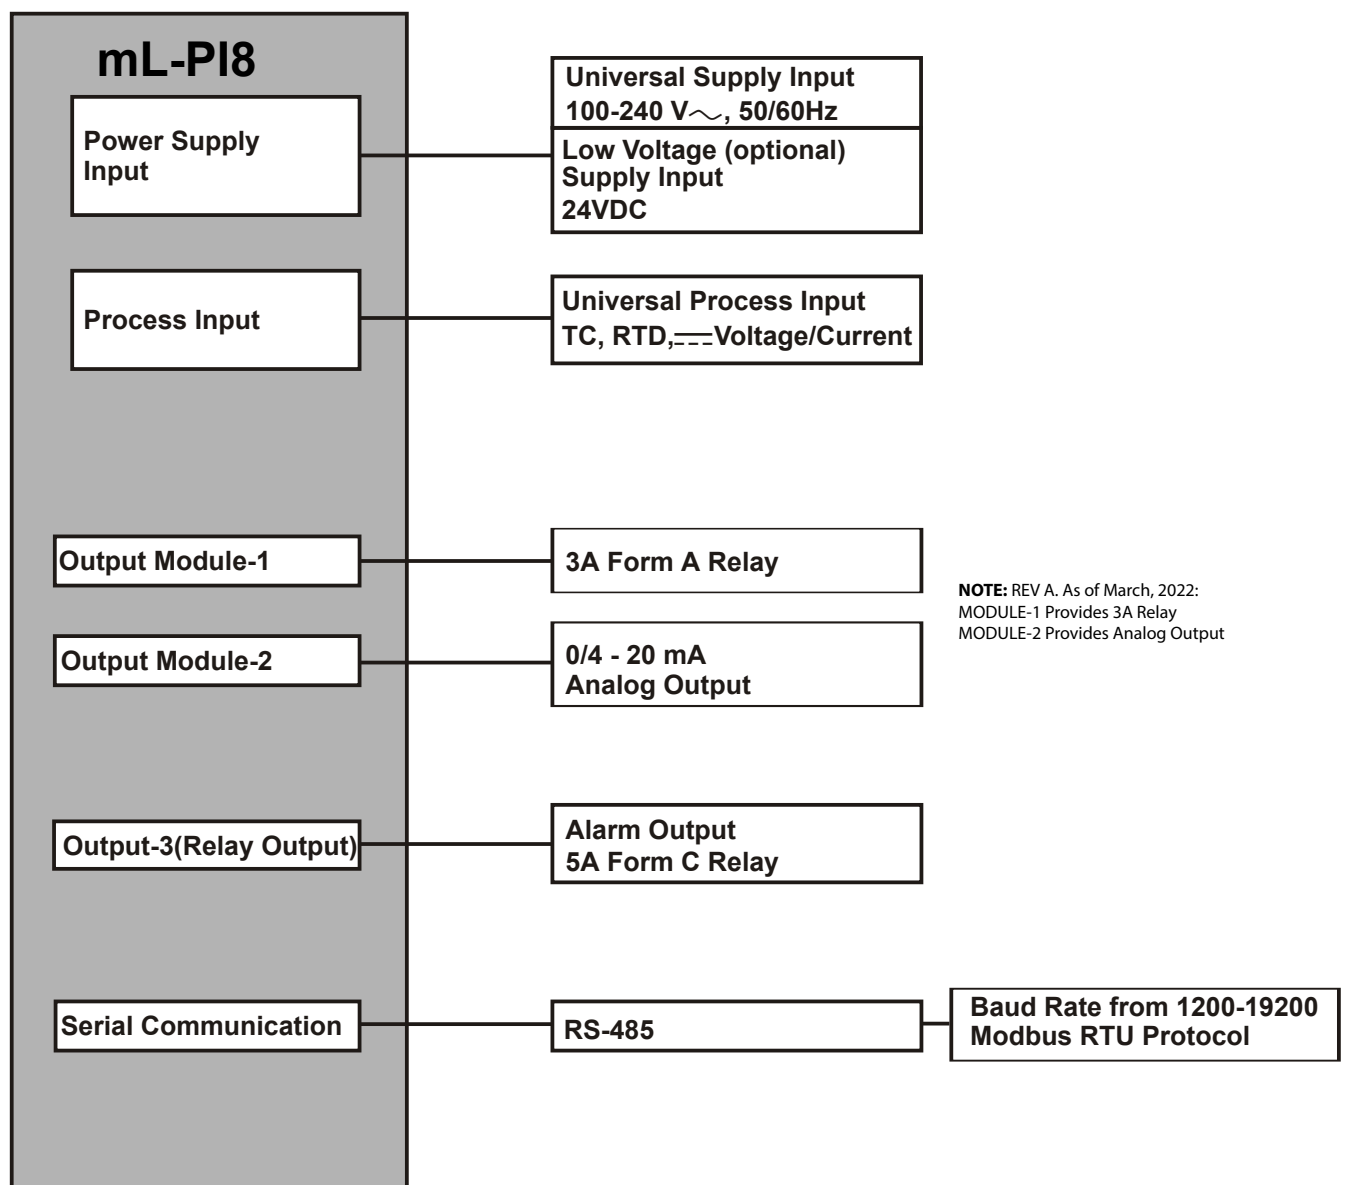 mL-PI8
Power Supply
Input
Universal Supply Input
100-240 V～, 50/60Hz
Low Voltage (optional)
Supply Input
24VDC
Process Input
Universal Process Input
TC, RTD,⎓Voltage/Current
Output Module-1
3A Form A Relay
NOTE: REV A. As of March, 2022:
MODULE-1 Provides 3A Relay
MODULE-2 Provides Analog Output
Output Module-2
0/4 - 20 mA
Analog Output
Output-3(Relay Output)
Alarm Output
5A Form C Relay
Serial Communication
RS-485
Baud Rate from 1200-19200
Modbus RTU Protocol